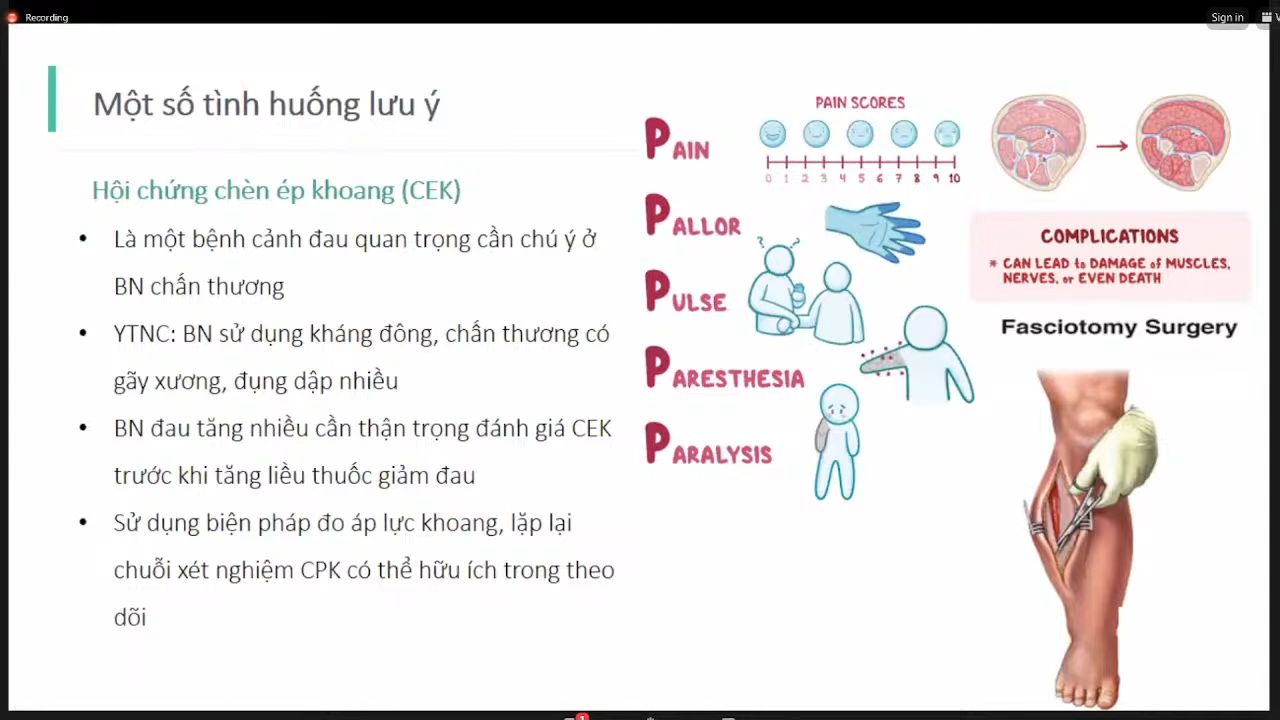 Recording
Sign in
Một số tình huống lưu ý
Hội chứng chèn ép khoang (CEK)
• Là một bệnh cảnh đau quan trọng cần chú ý ở
BN chấn thương
• YTNC: BN sử dụng kháng đông, chấn thương có
gãy xương, đụng dập nhiều
• BN đau tăng nhiều cần thận trọng đánh giá CEK
trước khi tăng liều thuốc giảm đau
• Sử dụng biện pháp đo áp lực khoang, lặp lại
chuỗi xét nghiệm CPK có thể hữu ích trong theo
dõi
PAIN
PALLOR
PULSE
PARESTHESIA
PARALYSIS
PAIN SCORES
0 1 2 3 4 5 6 7 8 9 10
? ?
COMPLICATIONS
* CAN LEAD to DAMAGE of MUSCLES,
NERVES, or EVEN DEATH
Fasciotomy Surgery
1